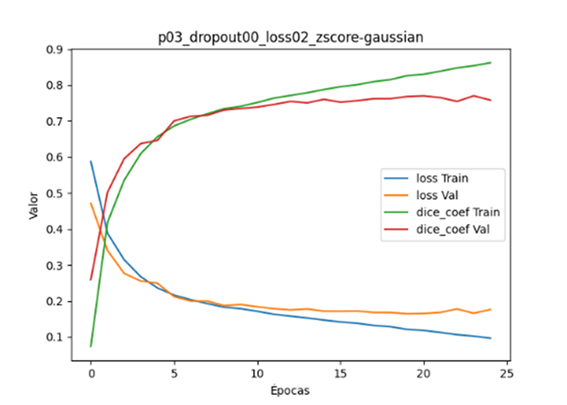 p03_dropout00_loss02_zscore-gaussian
0.9
0.8
0.7
0.6
0.5
0.4
0.3
0.2
0.1
Valor
loss Train
loss Val
dice_coef Train
dice_coef Val
0 5 10 15 20 25
Épocas